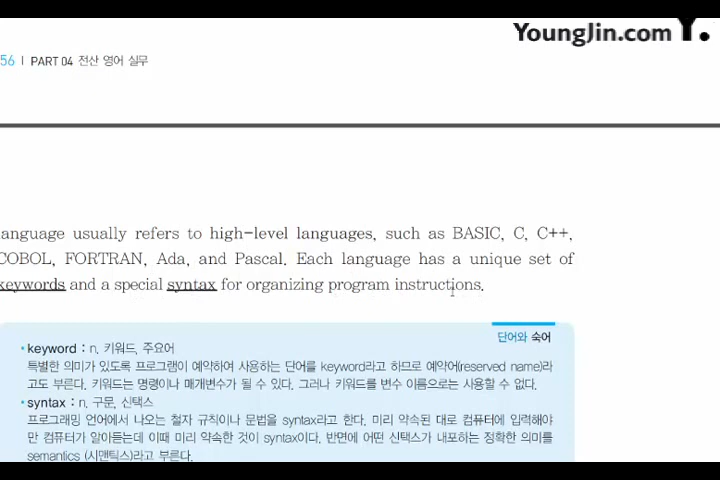 YoungJin.com Y.
56 | PART 04 전산 영어 실무
anguage usually refers to high-level languages, such as BASIC, C, C++,
COBOL, FORTRAN, Ada, and Pascal. Each language has a unique set of
keywords and a special syntax for organizing program instructions.
단어와 숙어
• keyword : n. 키워드, 주요어
특별한 의미가 있도록 프로그램이 예약하여 사용하는 단어를 keyword라고 하므로 예약어(reserved name)라
고도 부른다. 키워드는 명령이나 매개변수가 될 수 있다. 그러나 키워드를 변수 이름으로는 사용할 수 없다.
• syntax : n. 구문, 신택스
프로그래밍 언어에서 나오는 철자 규칙이나 문법을 syntax라고 한다. 미리 약속된 대로 컴퓨터에 입력해야
만 컴퓨터가 알아듣는데 이때 미리 약속한 것이 syntax이다. 반면에 어떤 신택스가 내포하는 정확한 의미를
semantics (시맨틱스)라고 부른다.